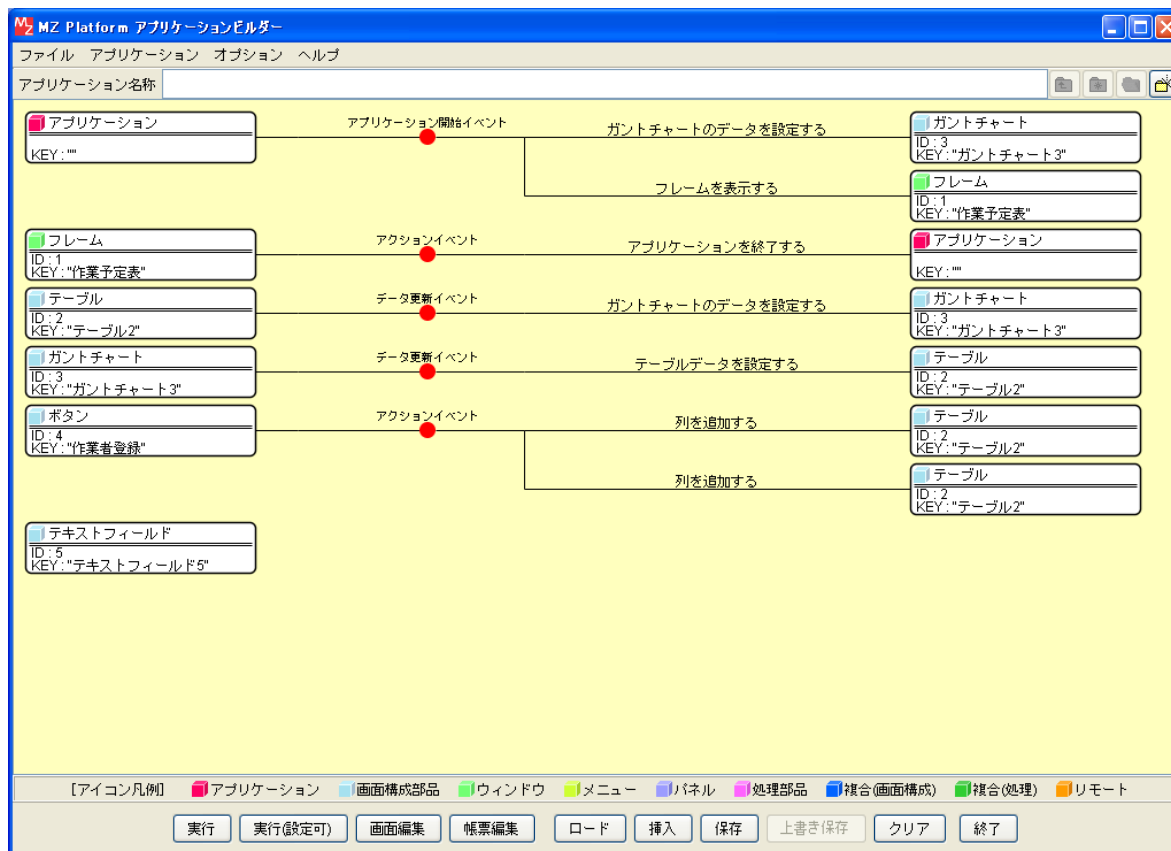 MZ Platform アプリケーションビルダー
ファイル アプリケーション オプション ヘルプ
アプリケーション名称
アプリケーション
KEY:""
アプリケーション開始イベント
ガントチャートのデータを設定する
ガントチャート
ID:3
KEY:"ガントチャート3"
フレームを表示する
フレーム
ID:1
KEY:"作業予定表"
フレーム
ID:1
KEY:"作業予定表"
アクションイベント
アプリケーションを終了する
アプリケーション
KEY:""
テーブル
ID:2
KEY:"テーブル2"
データ更新イベント
ガントチャートのデータを設定する
ガントチャート
ID:3
KEY:"ガントチャート3"
ガントチャート
ID:3
KEY:"ガントチャート3"
データ更新イベント
テーブルデータを設定する
テーブル
ID:2
KEY:"テーブル2"
ボタン
ID:4
KEY:"作業者登録"
アクションイベント
列を追加する
テーブル
ID:2
KEY:"テーブル2"
列を追加する
テーブル
ID:2
KEY:"テーブル2"
テキストフィールド
ID:5
KEY:"テキストフィールド5"
[アイコン凡例] アプリケーション 画面構成部品 ウィンドウ メニュー パネル 処理部品 複合(画面構成) 複合(処理) リモート
実行 実行(設定可) 画面編集 帳票編集 ロード 挿入 保存 上書き保存 クリア 終了